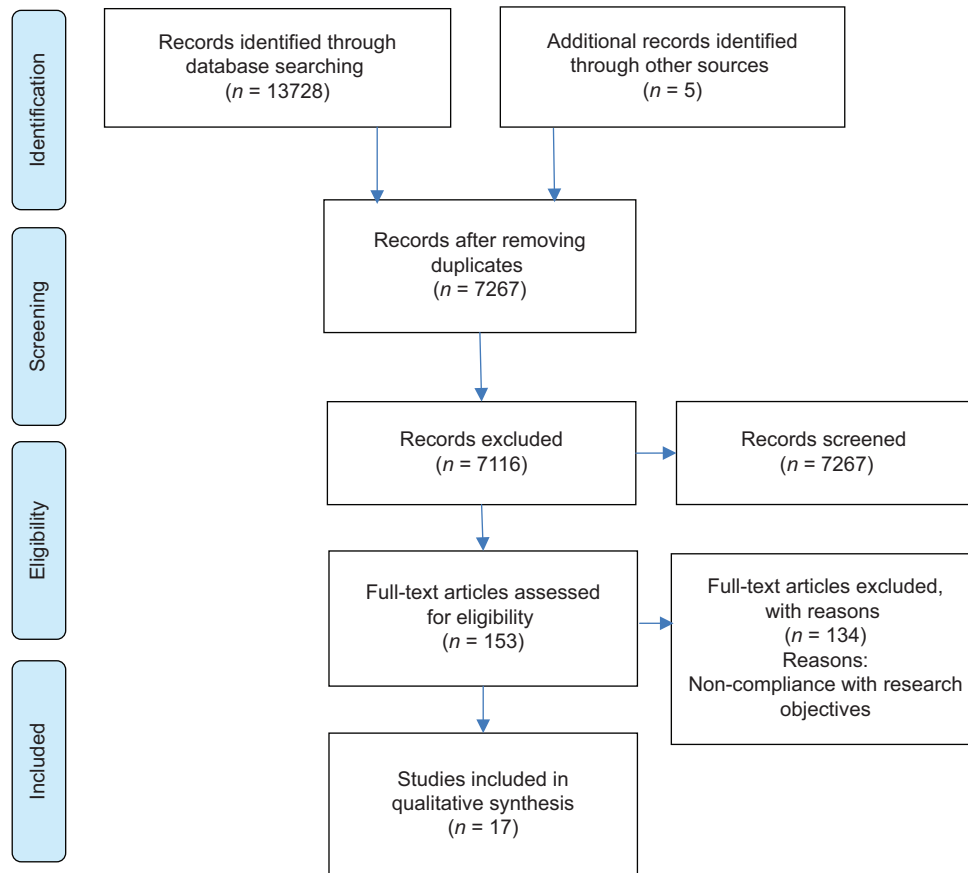 Identification
Records identified through
database searching
(n = 13728)
Additional records identified
through other sources
(n = 5)
Screening
Records after removing
duplicates
(n = 7267)
Records excluded
(n = 7116)
Records screened
(n = 7267)
Eligibility
Full-text articles assessed
for eligibility
(n = 153)
Full-text articles excluded,
with reasons
(n = 134)
Reasons:
Non-compliance with research
objectives
Included
Studies included in
qualitative synthesis
(n = 17)